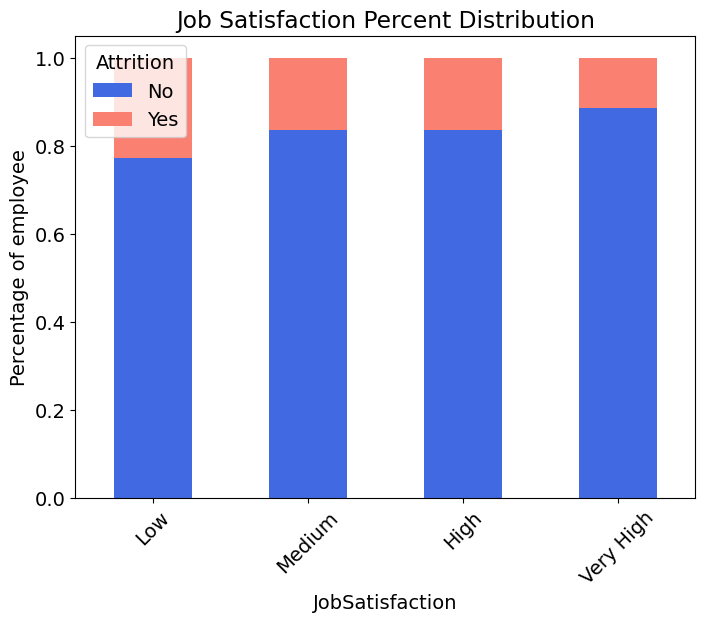 Job Satisfaction Percent Distribution
Attrition
No
Yes
Percentage of employee
1.0
0.8
0.6
0.4
0.2
0.0
Low
Medium
High
Very High
JobSatisfaction